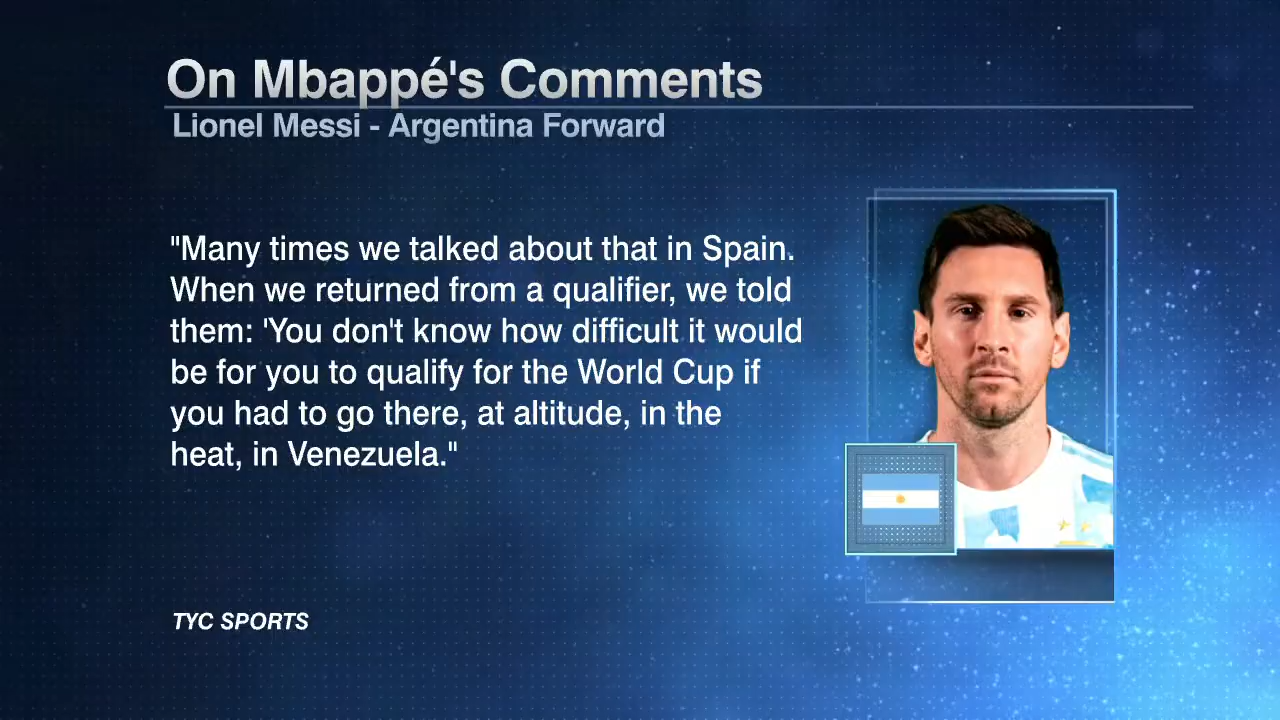 On Mbappé's Comments
Lionel Messi - Argentina Forward
"Many times we talked about that in Spain.
When we returned from a qualifier, we told
them: 'You don't know how difficult it would
be for you to qualify for the World Cup if
you had to go there, at altitude, in the
heat, in Venezuela."
TYC SPORTS